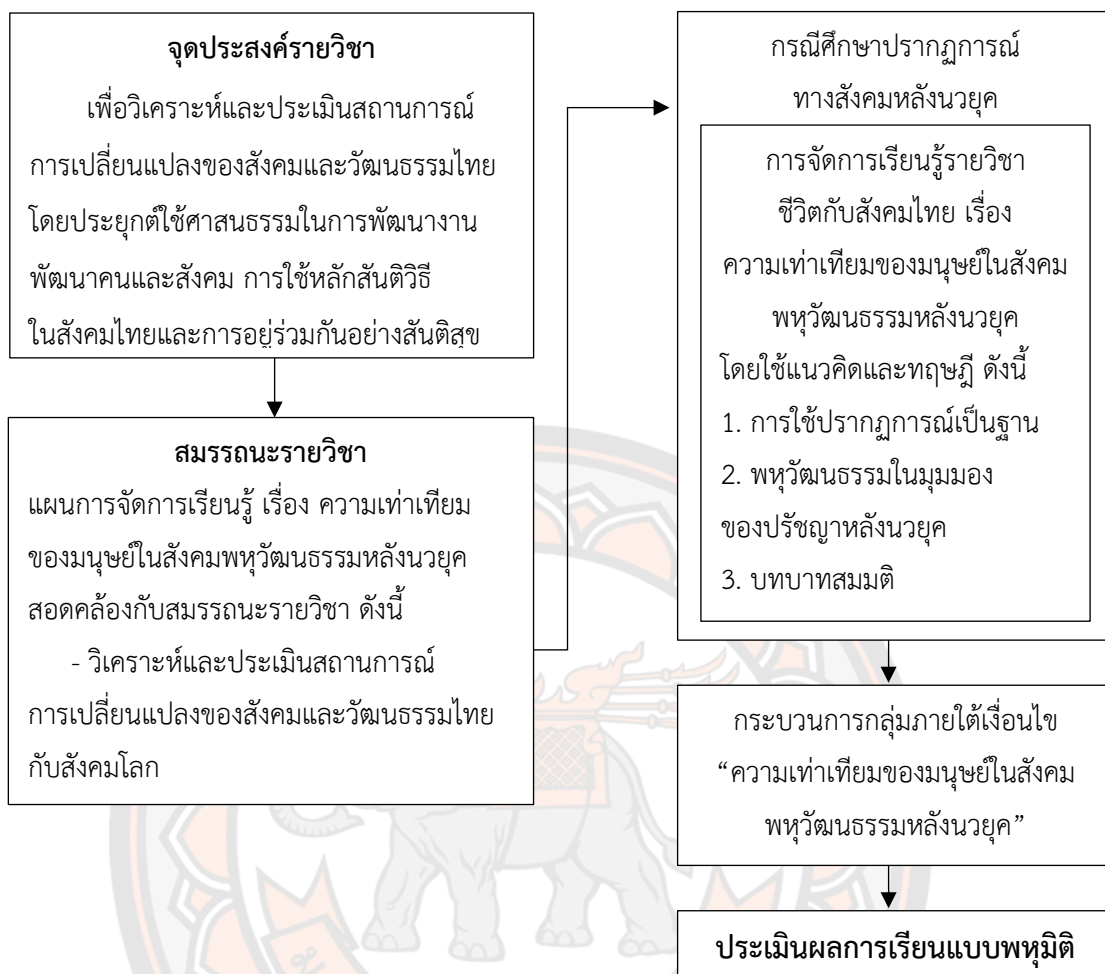 จุดประสงค์รายวิชา
เพื่อวิเคราะห์และประเมินสถานการณ์
การเปลี่ยนแปลงของสังคมและวัฒนธรรมไทย
โดยประยุกต์ใช้ศาสนธรรมในการพัฒนางาน
พัฒนาคนและสังคม การใช้หลักสันติวิธี
ในสังคมไทยและการอยู่ร่วมกันอย่างสันติสุข
สมรรถนะรายวิชา
แผนการจัดการเรียนรู้ เรื่อง ความเท่าเทียม
ของมนุษย์ในสังคมพหุวัฒนธรรมหลังนวยุค
สอดคล้องกับสมรรถนะรายวิชา ดังนี้
- วิเคราะห์และประเมินสถานการณ์
การเปลี่ยนแปลงของสังคมและวัฒนธรรมไทย
กับสังคมโลก
กรณีศึกษาปรากฏการณ์
ทางสังคมหลังนวยุค
การจัดการเรียนรู้รายวิชา
ชีวิตกับสังคมไทย เรื่อง
ความเท่าเทียมของมนุษย์ในสังคม
พหุวัฒนธรรมหลังนวยุค
โดยใช้แนวคิดและทฤษฎี ดังนี้
1. การใช้ปรากฏการณ์เป็นฐาน
2. พหุวัฒนธรรมในมุมมอง
ของปรัชญาหลังนวยุค
3. บทบาทสมมติ
กระบวนการกลุ่มภายใต้เงื่อนไข
“ความเท่าเทียมของมนุษย์ในสังคม
พหุวัฒนธรรมหลังนวยุค”
ประเมินผลการเรียนแบบพหุมิติ